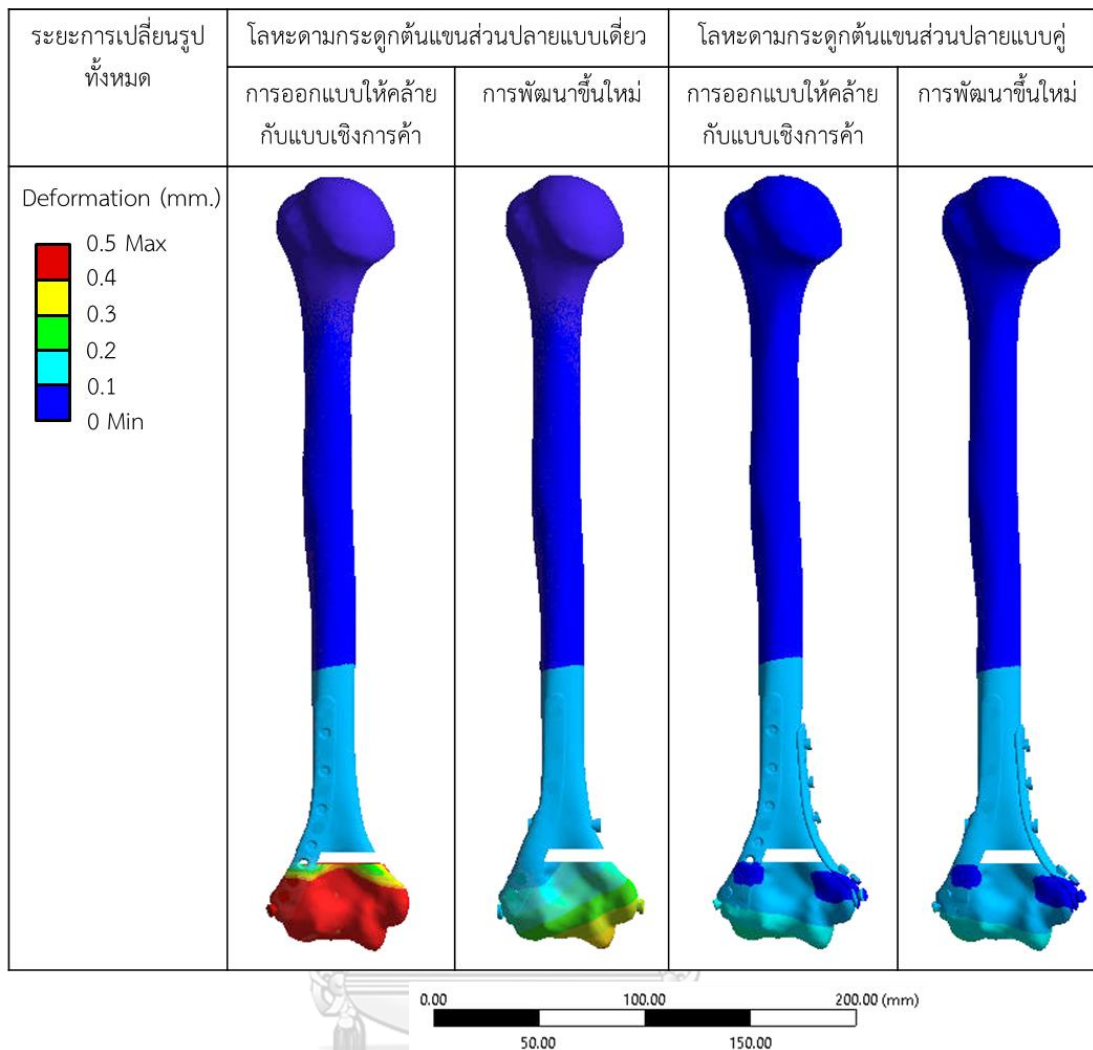 ระยะการเปลี่ยนรูป
ทั้งหมด
โลหะดามกระดูกต้นแขนส่วนปลายแบบเดี่ยว
โลหะดามกระดูกต้นแขนส่วนปลายแบบคู่
การออกแบบให้คล้าย
กับแบบเชิงการค้า
การพัฒนาขึ้นใหม่
การออกแบบให้คล้าย
กับแบบเชิงการค้า
การพัฒนาขึ้นใหม่
Deformation (mm.)
0.5 Max
0.4
0.3
0.2
0.1
0 Min
0.00 100.00 200.00 (mm)
50.00 150.00